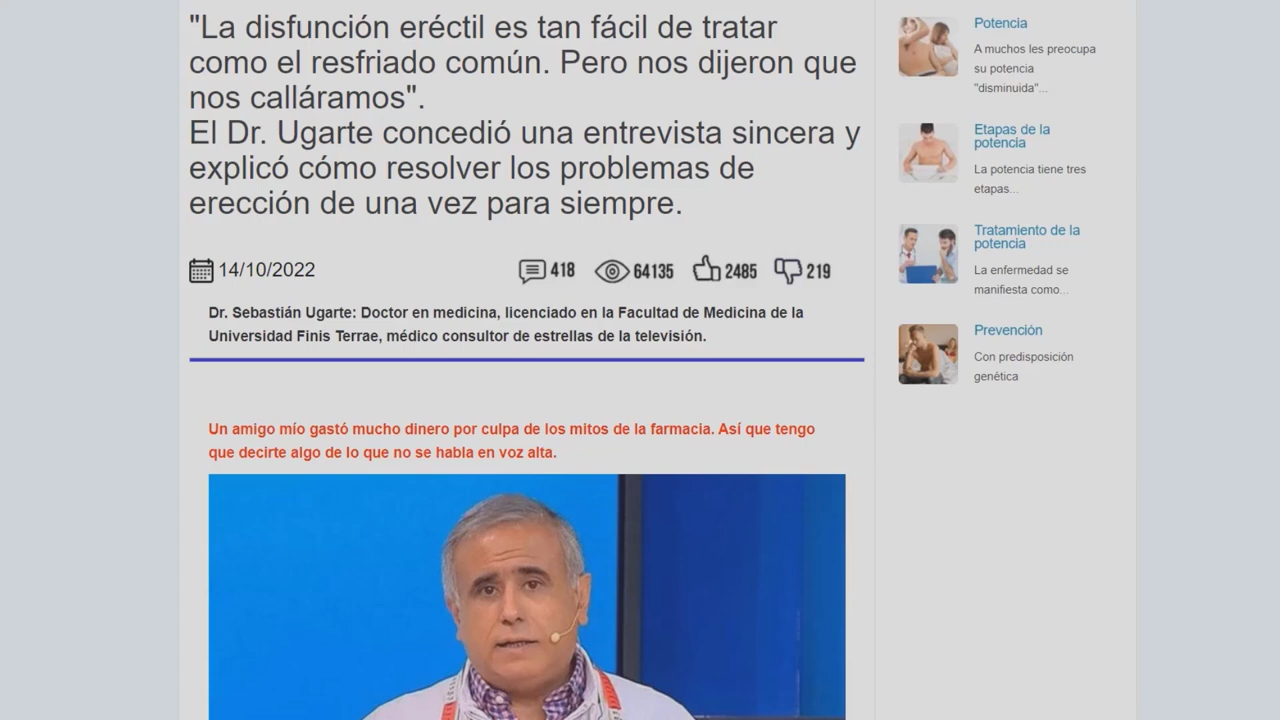 "La disfunción eréctil es tan fácil de tratar
como el resfriado común. Pero nos dijeron que
nos calláramos".
El Dr. Ugarte concedió una entrevista sincera y
explicó cómo resolver los problemas de
erección de una vez para siempre.
14/10/2022
418
64135
2485
219
Dr. Sebastián Ugarte: Doctor en medicina, licenciado en la Facultad de Medicina de la
Universidad Finis Terrae, médico consultor de estrellas de la televisión.
Un amigo mío gastó mucho dinero por culpa de los mitos de la farmacia. Así que tengo
que decirte algo de lo que no se habla en voz alta.
Potencia
A muchos les preocupa
su potencia
"disminuida"...
Etapas de la
potencia
La potencia tiene tres
etapas...
Tratamiento de la
potencia
La enfermedad se
manifiesta como...
Prevención
Con predisposición
genética